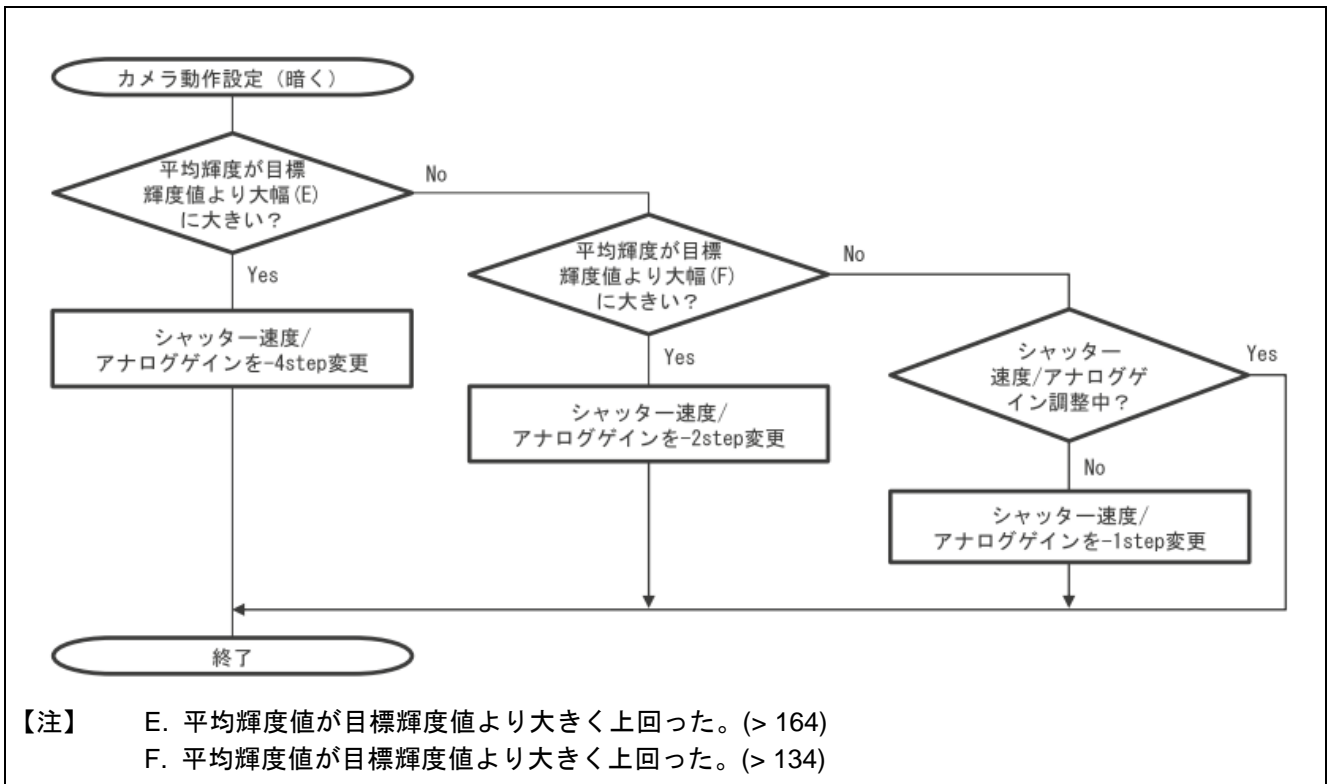 カメラ動作設定（暗く）
平均輝度が目標
輝度値より大幅(E)
に大きい？
No
Yes
シャッター速度/
アナログゲインを-4step変更
平均輝度が目標
輝度値より大幅(F)
に大きい？
No
Yes
シャッター速度/
アナログゲインを-2step変更
シャッター
速度/アナログゲ
イン調整中？
Yes
No
シャッター速度/
アナログゲインを-1step変更
終了
【注】 E. 平均輝度値が目標輝度値より大きく上回った。(> 164)
F. 平均輝度値が目標輝度値より大きく上回った。(> 134)